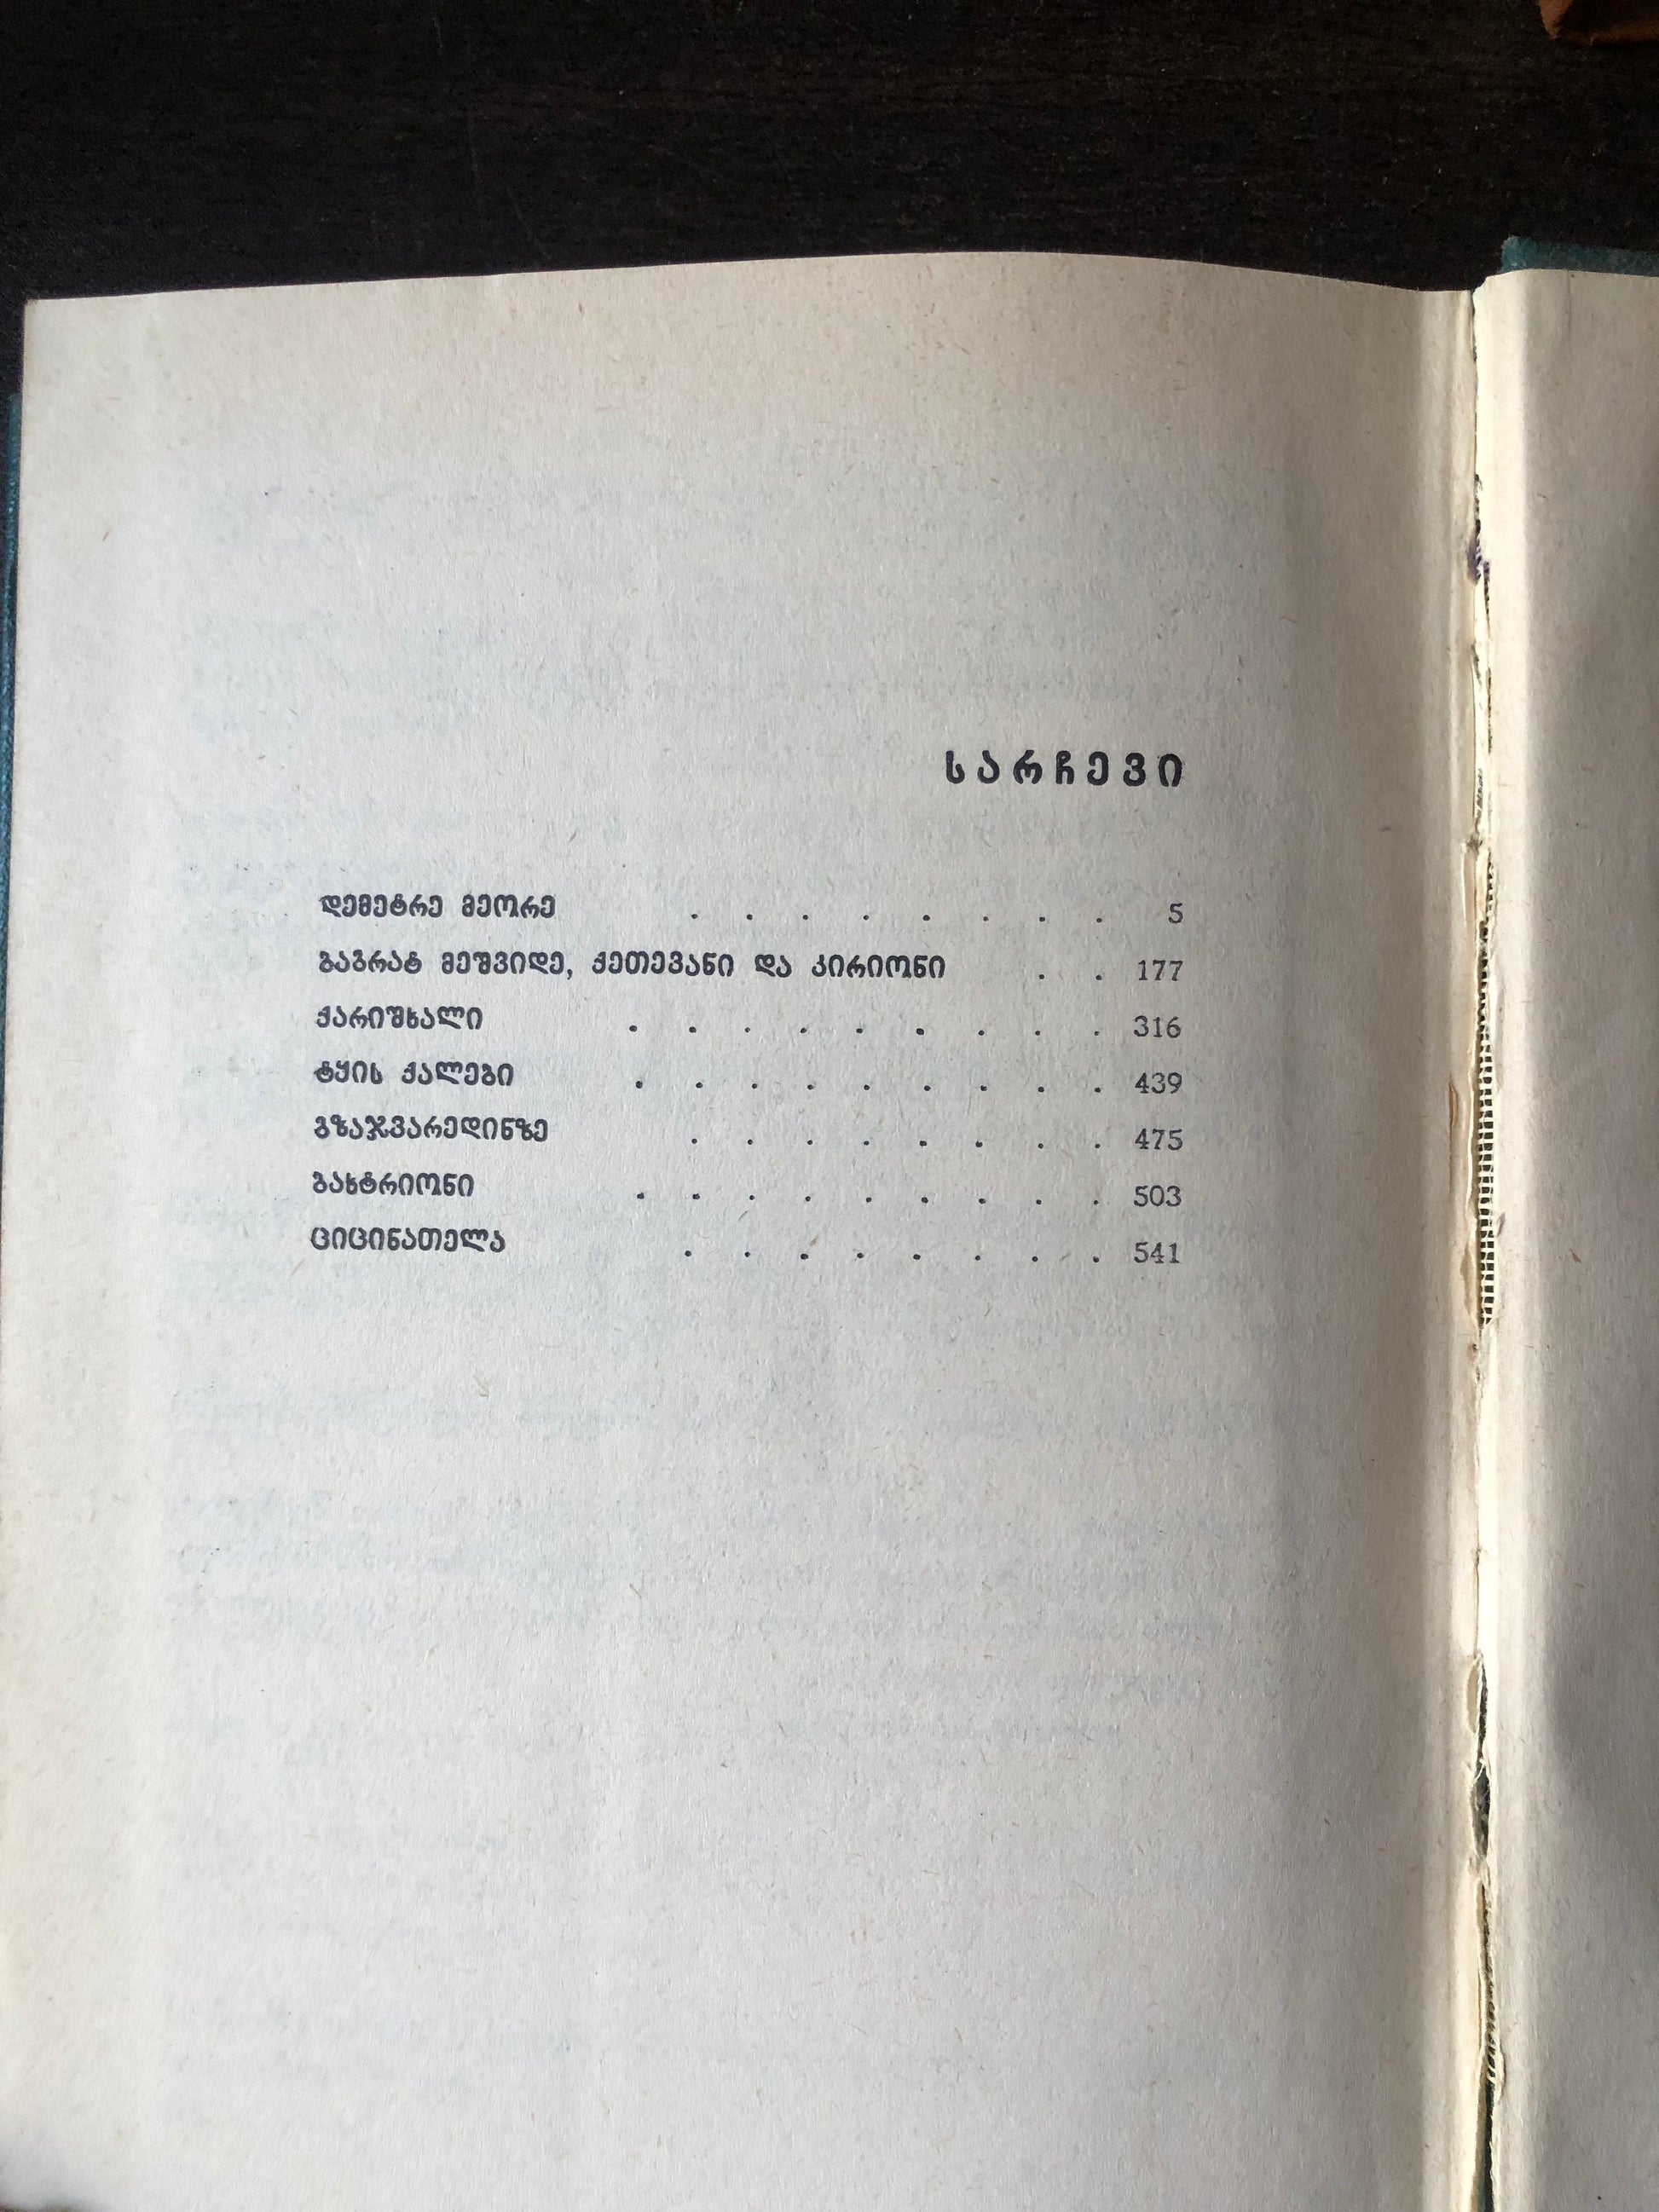 სარჩევი
დემეტრე მეორე . . . . . . . . 5
ბაგრატ მეშვიდე, ქეთევანი და კირიონი . . 177
ქარიშხალი . . . . . . . . . 316
ტყის ქალები . . . . . . . . . 439
გზაჯვარედინზე . . . . . . . . 475
ბახტრიონი . . . . . . . . . 503
ციცინათელა . . . . . . . . 541